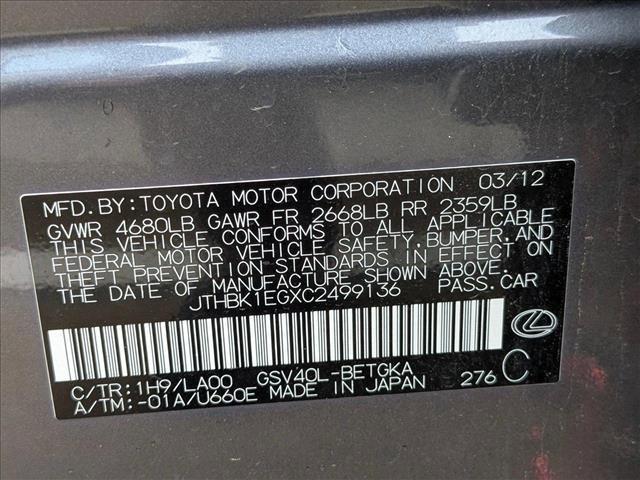 MFD. BY: TOYOTA MOTOR CORPORATION 03/12
GVWR 4680LB GAWR FR 2668LB RR 2359LB
THIS VEHICLE CONFORMS TO ALL APPLICABLE
FEDERAL MOTOR VEHICLE SAFETY, BUMPER, AND
THEFT PREVENTION STANDARDS IN EFFECT ON
THE DATE OF MANUFACTURE SHOWN ABOVE.
JTHBK1EGXC2499136 PASS. CAR
C/TR: 1H9/LA00 GSV40L-BETGKA
A/TM: -01A/U660E MADE IN JAPAN 276 C